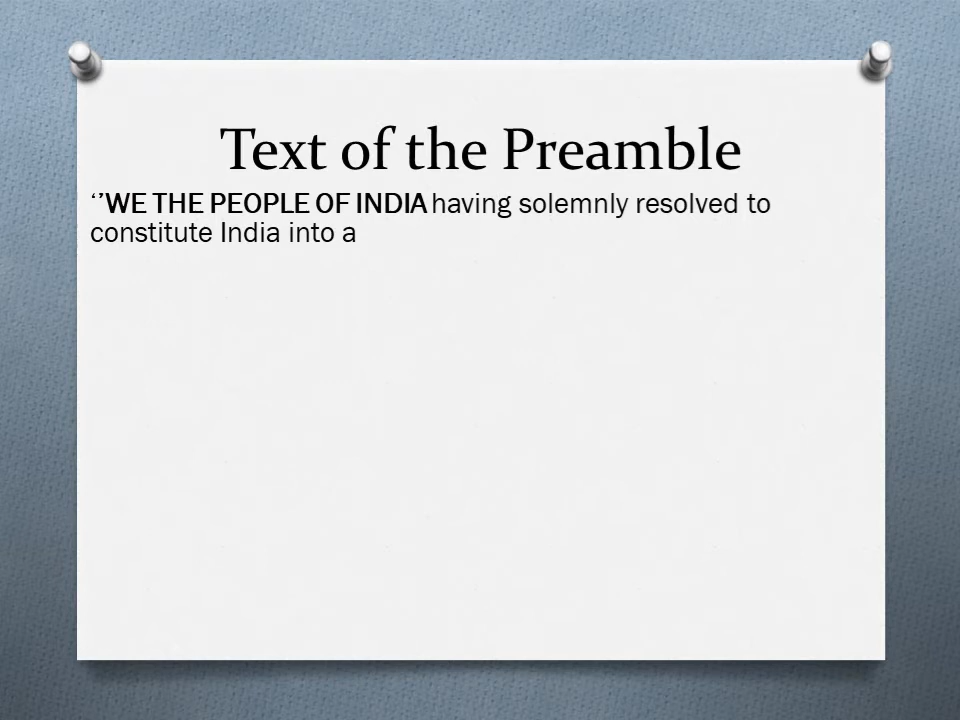 Text of the Preamble
‘’WE THE PEOPLE OF INDIA having solemnly resolved to
constitute India into a